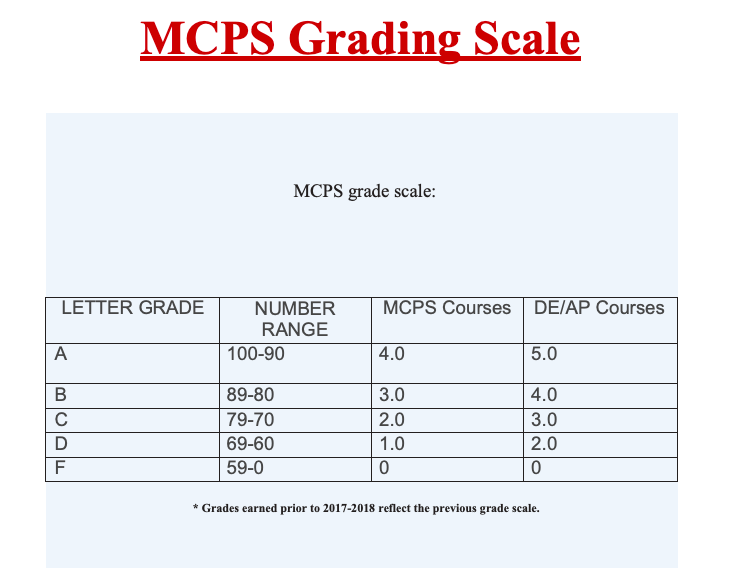 MCPS Grading Scale
MCPS grade scale:
LETTER GRADE NUMBER RANGE MCPS Courses DE/AP Courses
A 100-90 4.0 5.0
B 89-80 3.0 4.0
C 79-70 2.0 3.0
D 69-60 1.0 2.0
F 59-0 0 0
* Grades earned prior to 2017-2018 reflect the previous grade scale.